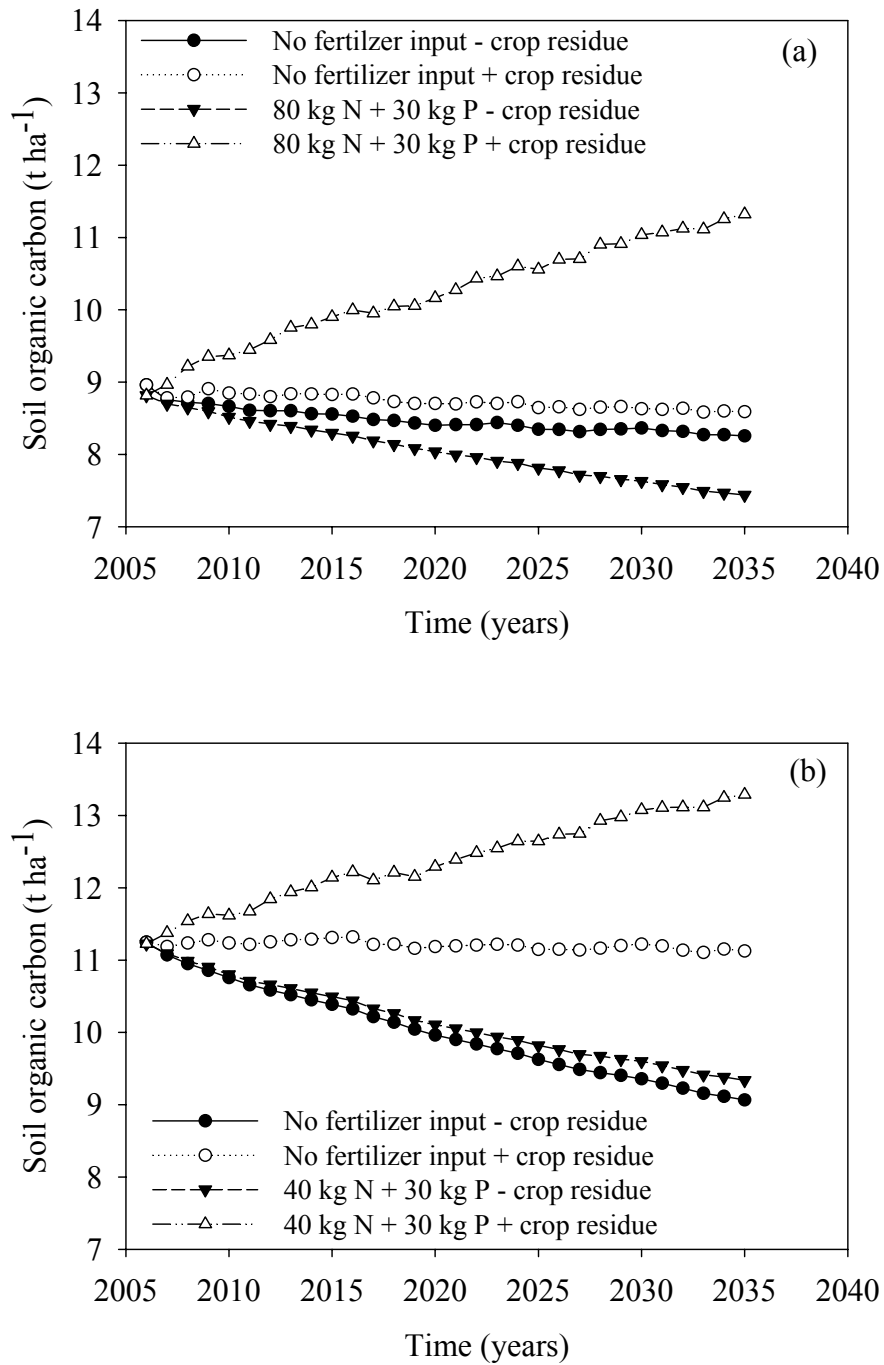 14
No fertilzer input - crop residue
(a)
No fertilizer input + crop residue
13
80 kg N + 30 kg P - crop residue
80 kg N + 30 kg P + crop residue
12
11
10
9
8
7
Soil organic carbon (t ha-1)
2005 2010 2015 2020 2025 2030 2035 2040
Time (years)
14
(b)
13
12
11
10
9
8
7
Soil organic carbon (t ha-1)
No fertilizer input - crop residue
No fertilizer input + crop residue
40 kg N + 30 kg P - crop residue
40 kg N + 30 kg P + crop residue
2005 2010 2015 2020 2025 2030 2035 2040
Time (years)